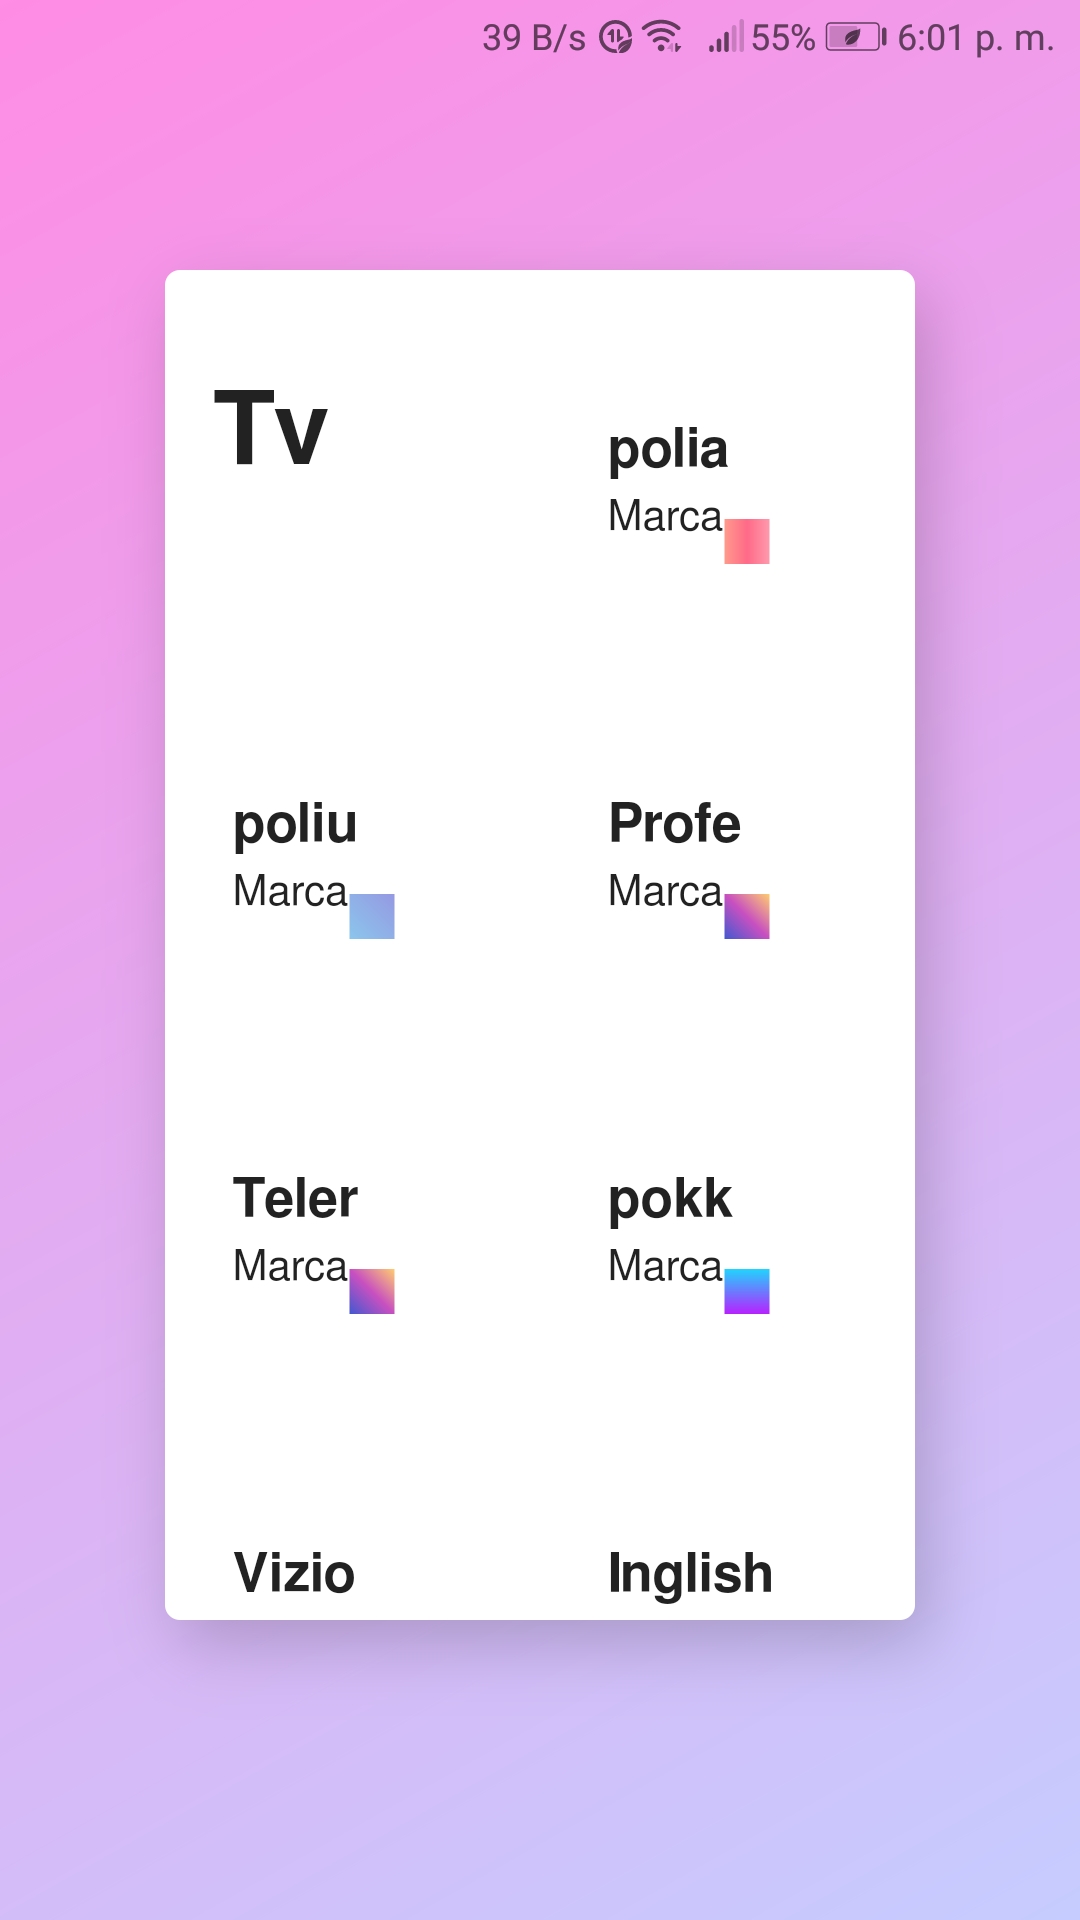 39 B/s 55% 6:01 p. m.
Tv
polia
Marca
poliu
Marca
Profe
Marca
Teler
Marca
pokk
Marca
Vizio
Inglish